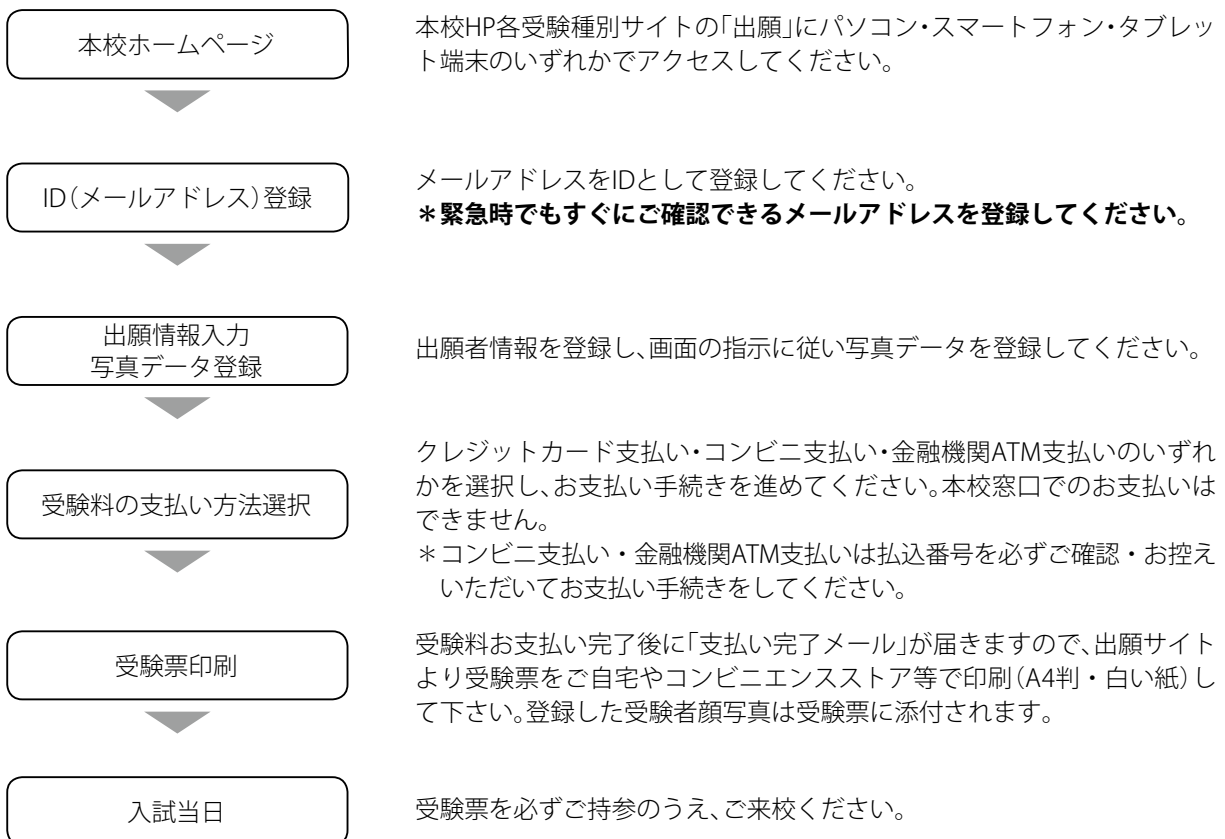 本校ホームページ
本校HP各受験種別サイトの「出願」にパソコン・スマートフォン・タブレッ
ト端末のいずれかでアクセスしてください。
ID（メールアドレス）登録
メールアドレスをIDとして登録してください。
＊緊急時でもすぐにご確認できるメールアドレスを登録してください。
出願情報入力
写真データ登録
出願者情報を登録し、画面の指示に従い写真データを登録してください。
受験料の支払い方法選択
クレジットカード支払い・コンビニ支払い・金融機関ATM支払いのいずれ
かを選択し、お支払い手続きを進めてください。本校窓口でのお支払いは
できません。
＊コンビニ支払い・金融機関ATM支払いは払込番号を必ずご確認・お控え
いただいてお支払い手続きをしてください。
受験票印刷
受験料お支払い完了後に「支払い完了メール」が届きますので、出願サイト
より受験票をご自宅やコンビニエンスストア等で印刷（A4判・白い紙）し
て下さい。登録した受験者顔写真は受験票に添付されます。
入試当日
受験票を必ずご持参のうえ、ご来校ください。